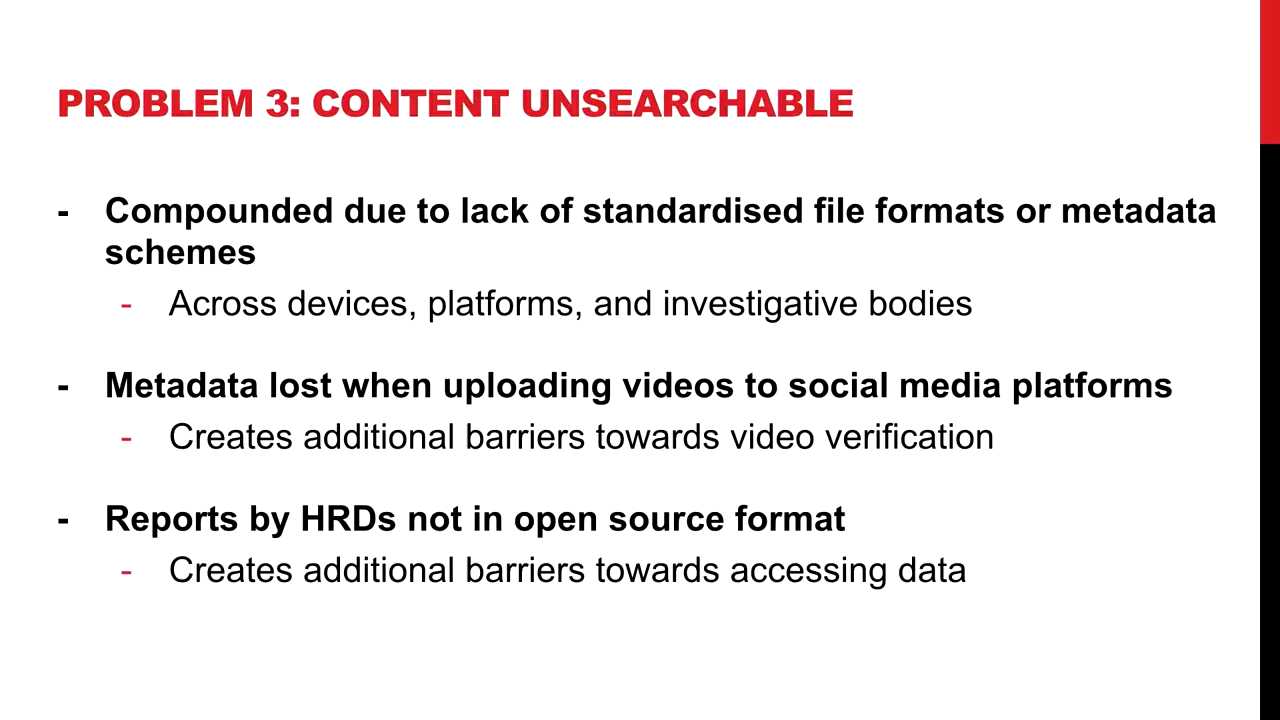 PROBLEM 3: CONTENT UNSEARCHABLE
- Compounded due to lack of standardised file formats or metadata
schemes
- Across devices, platforms, and investigative bodies
- Metadata lost when uploading videos to social media platforms
- Creates additional barriers towards video verification
- Reports by HRDs not in open source format
- Creates additional barriers towards accessing data